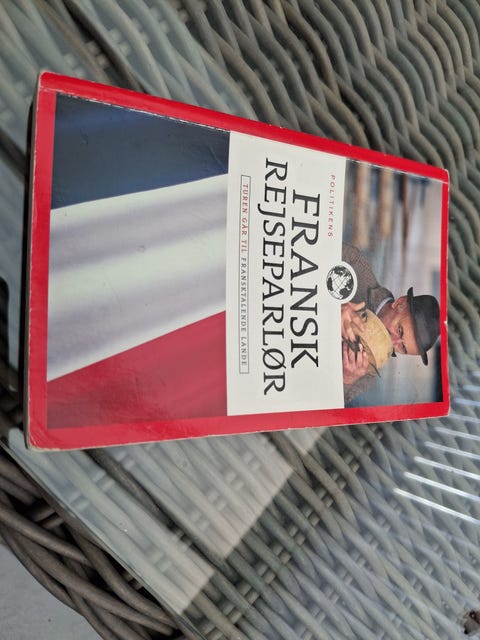 POLITIKENS
FRANSK
REJSEPARLØR
TUREN GÅR TIL FRANSKTALENDE LANDE